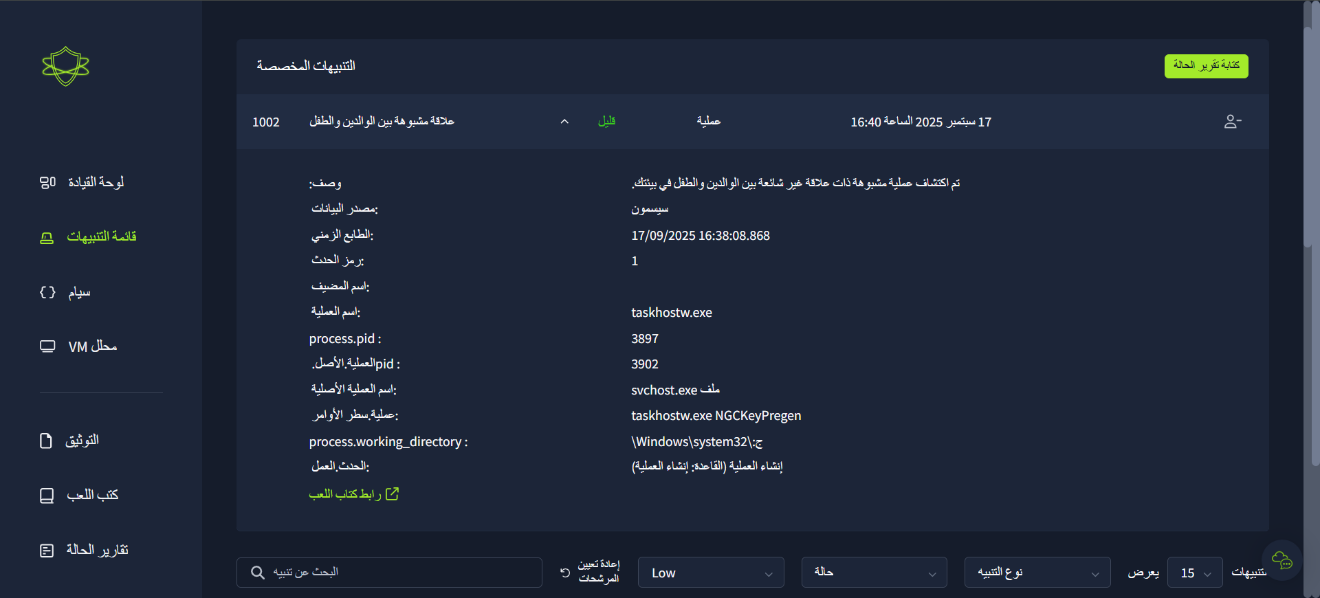 لوحة القيادة
قائمة التنبيهات
سيام
محلل VM
التوثيق
كتب اللعب
تقارير الحالة
التنبيهات المخصصة
كتابة تقرير الحالة
1002 علاقة مشبوهة بين الوالدين والطفل قليل عملية 17 سبتمبر 2025 الساعة 16:40
وصف: تم اكتشاف عملية مشبوهة ذات علاقة غير شائعة بين الوالدين والطفل في بيئتك.
مصدر البيانات: سيسمون
الطابع الزمني: 17/09/2025 16:38:08.868
رمز الحدث: 1
اسم المضيف:
اسم العملية: taskhostw.exe
process.pid : 3897
العملية.الأصل.pid : 3902
اسم العملية الأصلية: ملف svchost.exe
عملية.سطر الأوامر: taskhostw.exe NGCKeyPregen
process.working_directory : ج:\Windows\system32\
الحدث.العمل: إنشاء العملية (القاعدة: إنشاء العملية)
رابط كتاب اللعب
البحث عن تنبيه
إعادة تعيين
المرشحات
Low
حالة
نوع التنبيه
يعرض
15
تنبيهات